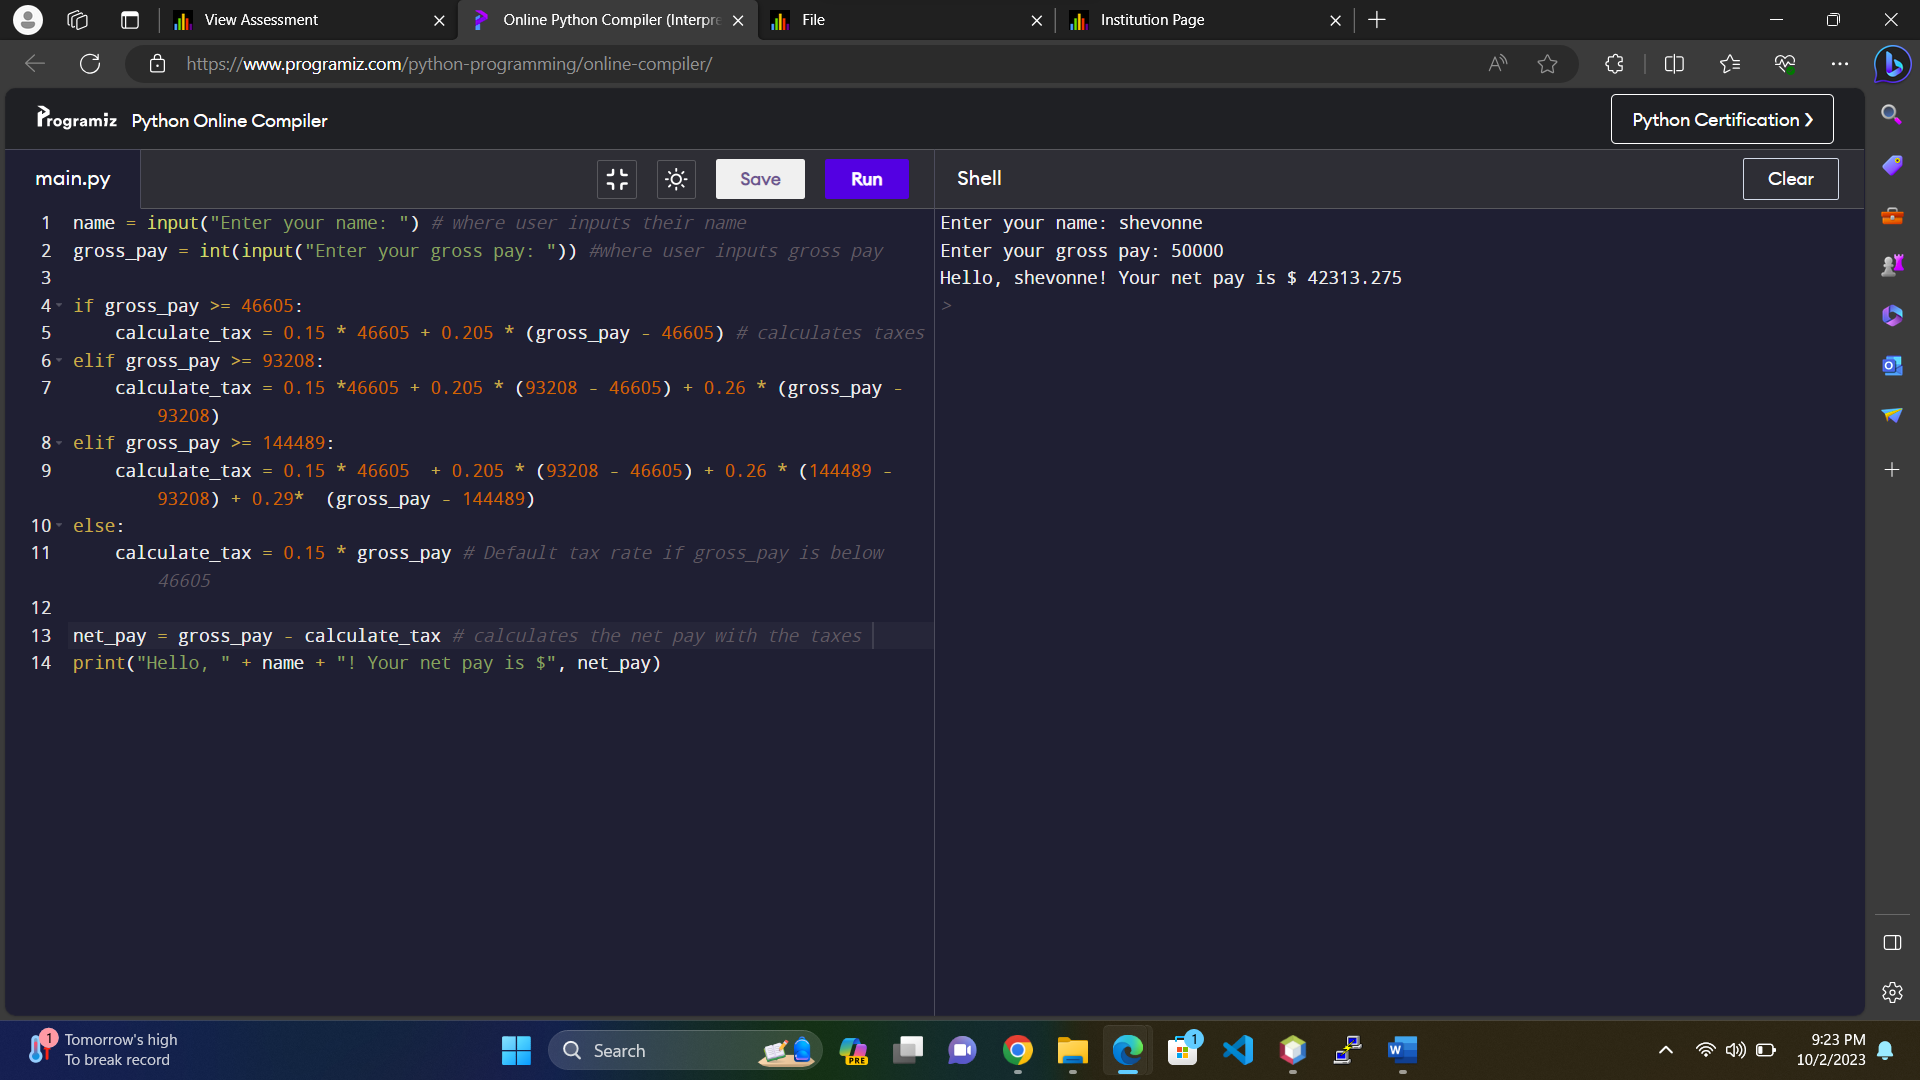 View Assessment
Online Python Compiler (Interpre
File
Institution Page
https://www.programiz.com/python-programming/online-compiler/
Programiz Python Online Compiler
Python Certification
main.py
Save
Run
Shell
Clear
1 name = input("Enter your name: ") # where user inputs their name
2 gross_pay = int(input("Enter your gross pay: ")) #where user inputs gross pay
3
4 if gross_pay >= 46605:
5     calculate_tax = 0.15 * 46605 + 0.205 * (gross_pay - 46605) # calculates taxes
6 elif gross_pay >= 93208:
7     calculate_tax = 0.15 *46605 + 0.205 * (93208 - 46605) + 0.26 * (gross_pay -
93208)
8 elif gross_pay >= 144489:
9     calculate_tax = 0.15 * 46605  + 0.205 * (93208 - 46605) + 0.26 * (144489 -
93208) + 0.29*  (gross_pay - 144489)
10 else:
11     calculate_tax = 0.15 * gross_pay # Default tax rate if gross_pay is below
46605
12
13 net_pay = gross_pay - calculate_tax # calculates the net pay with the taxes
14 print("Hello, " + name + "! Your net pay is $", net_pay)
Enter your name: shevonne
Enter your gross pay: 50000
Hello, shevonne! Your net pay is $ 42313.275
>
1
Tomorrow's high
To break record
Search
PRE
1
9:23 PM
10/2/2023